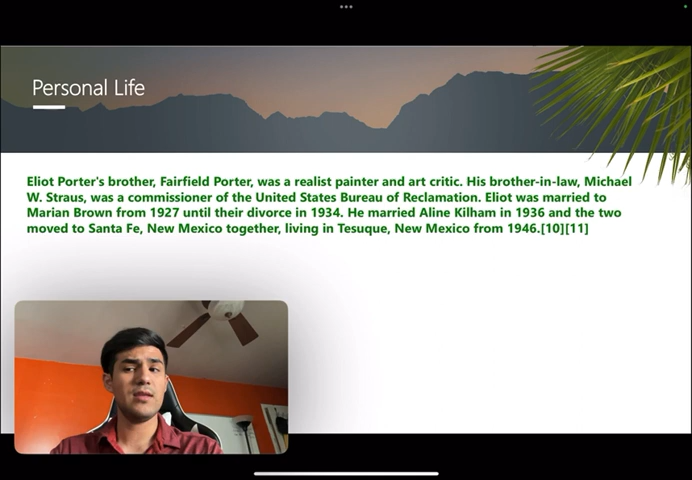 Personal Life
Eliot Porter's brother, Fairfield Porter, was a realist painter and art critic. His brother-in-law, Michael
W. Straus, was a commissioner of the United States Bureau of Reclamation. Eliot was married to
Marian Brown from 1927 until their divorce in 1934. He married Aline Kilham in 1936 and the two
moved to Santa Fe, New Mexico together, living in Tesuque, New Mexico from 1946.[10][11]